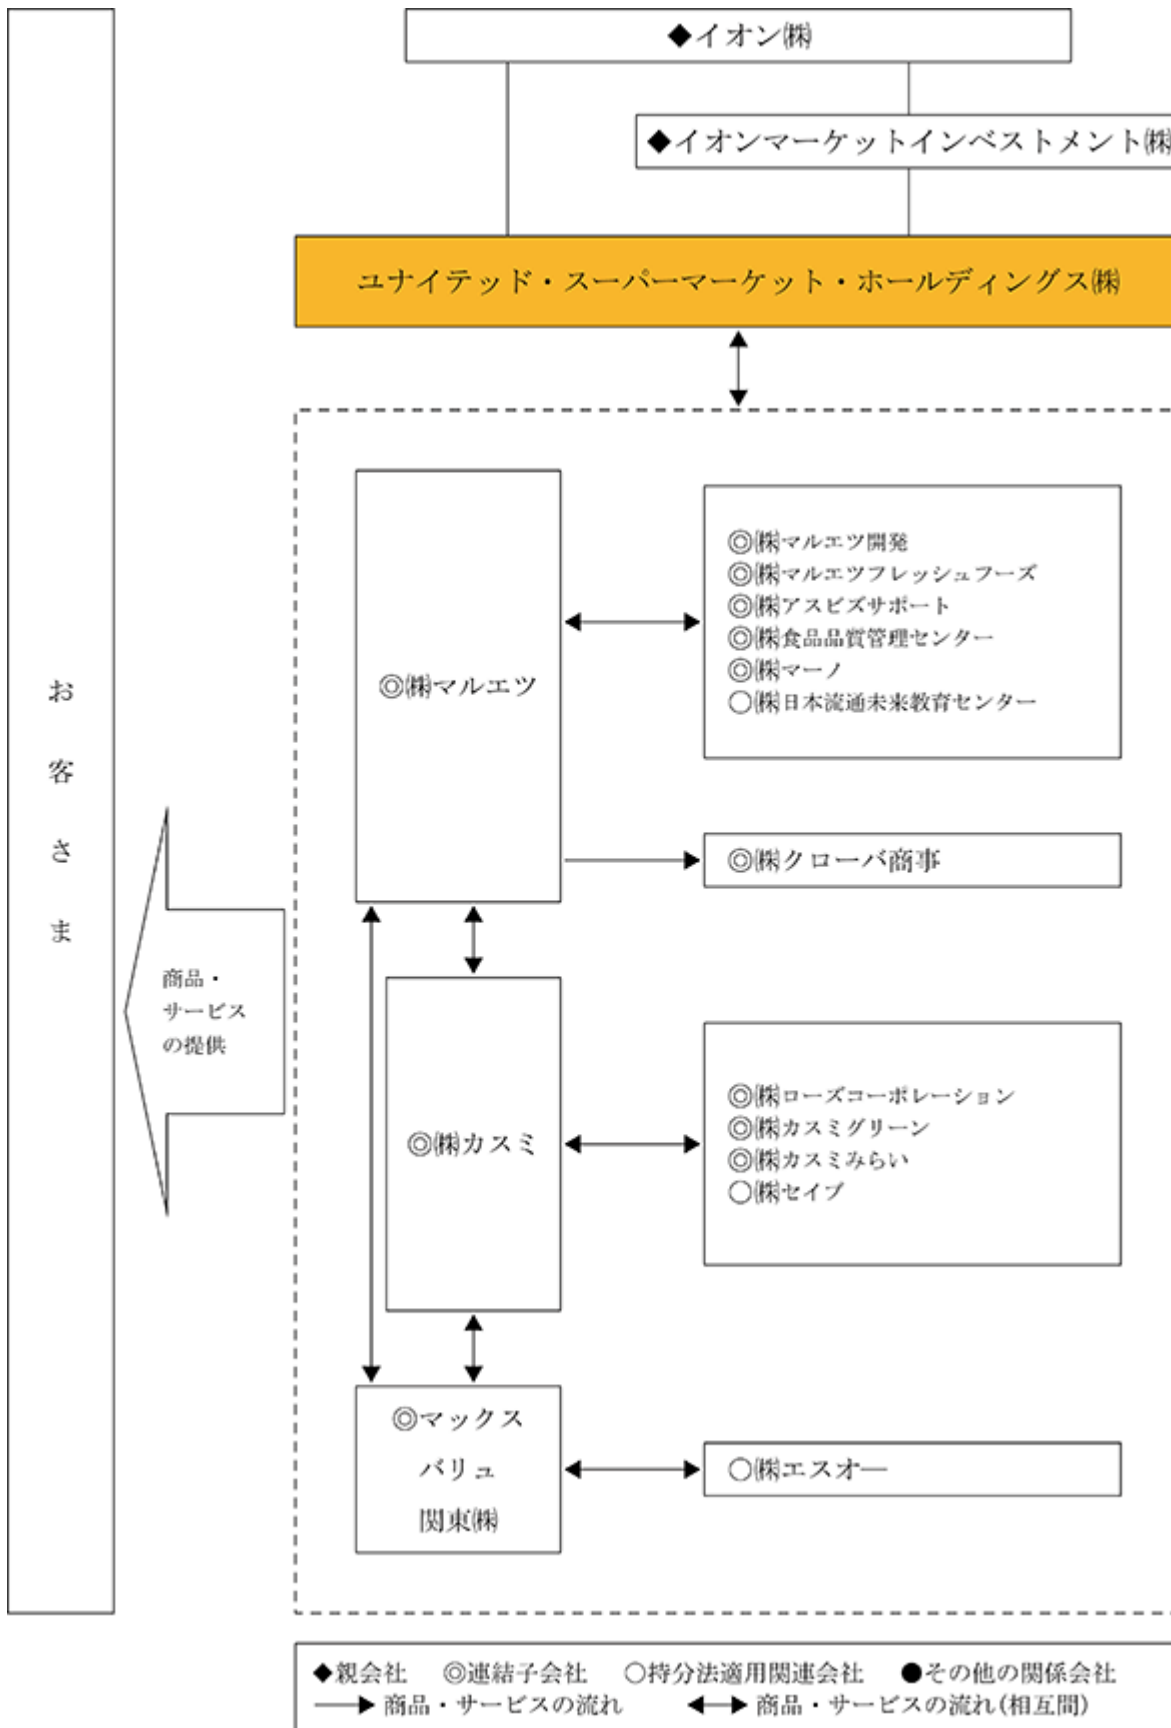 ◆イオン㈱
◆イオンマーケットインベストメント㈱
ユナイテッド・スーパーマーケット・ホールディングス㈱
お客さま
商品・
サービス
の提供
◎㈱マルエツ
◎㈱マルエツ開発
◎㈱マルエツフレッシュフーズ
◎㈱アスビズサポート
◎㈱食品品質管理センター
◎㈱マーノ
○㈱日本流通未来教育センター
◎㈱クローバ商事
◎㈱カスミ
◎㈱ローズコーポレーション
◎㈱カスミグリーン
◎㈱カスミみらい
○㈱セイブ
◎マックス
バリュ
関東㈱
○㈱エスオー
◆親会社 ◎連結子会社 ○持分法適用関連会社 ●その他の関係会社
→ 商品・サービスの流れ ↔ 商品・サービスの流れ(相互間)